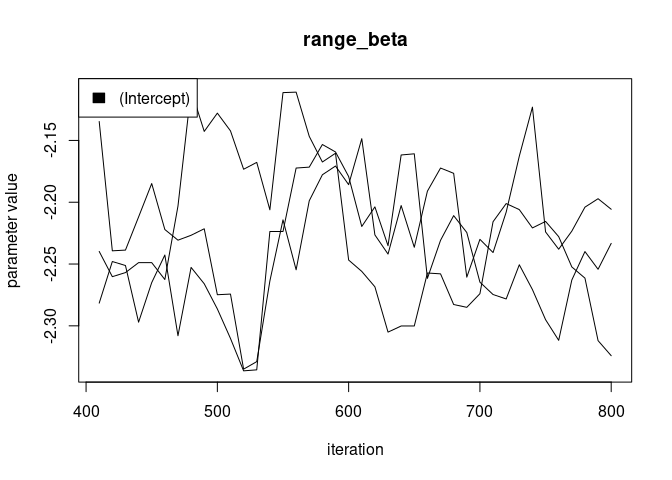 range_beta
(Intercept)
parameter value
-2.15
-2.20
-2.25
-2.30
400 500 600 700 800
iteration